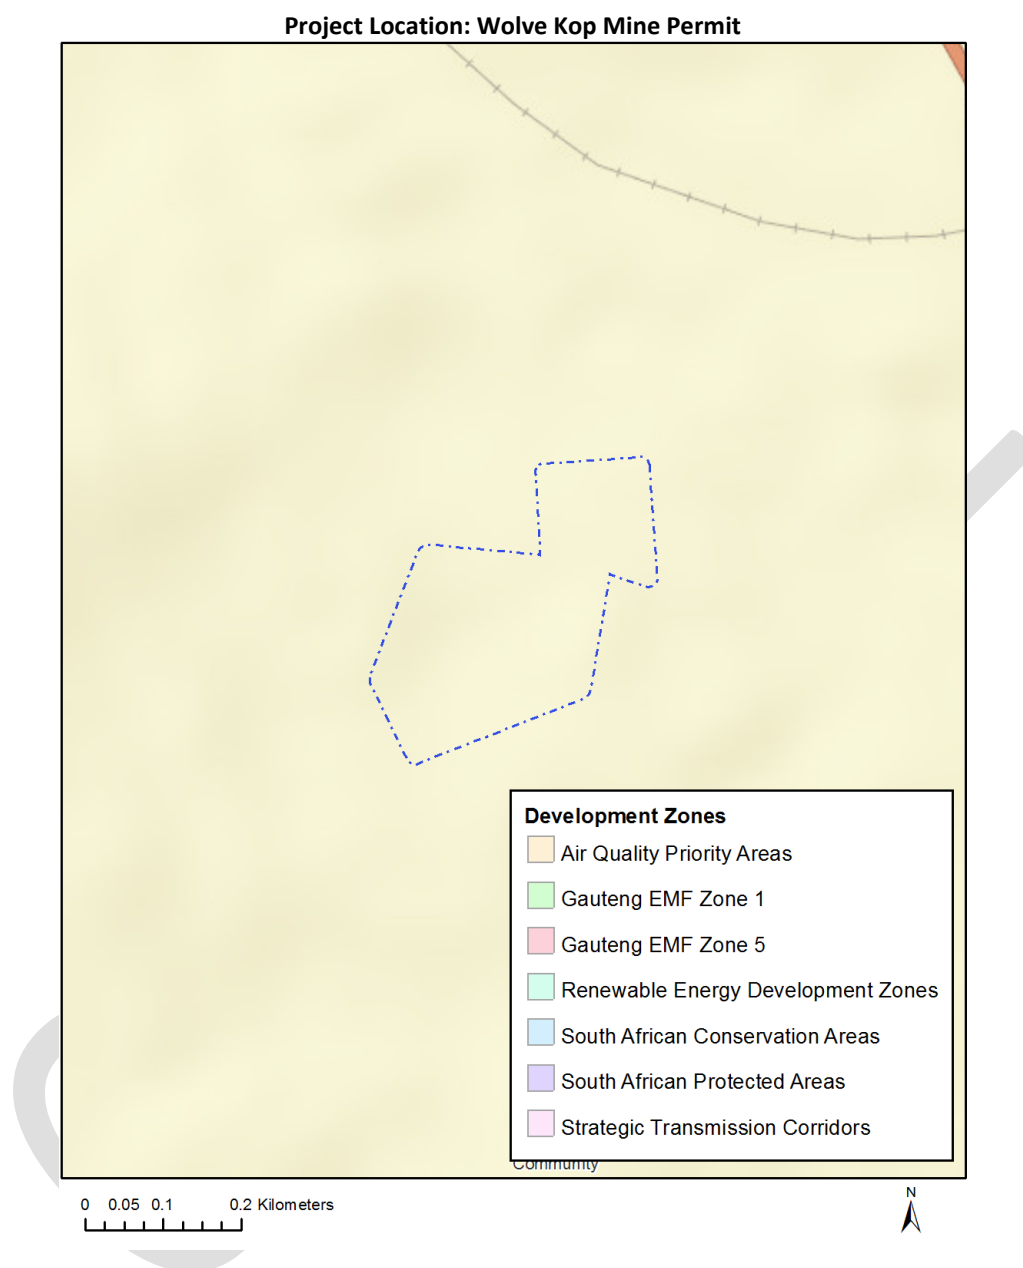 Project Location: Wolve Kop Mine Permit
Development Zones
Air Quality Priority Areas
Gauteng EMF Zone 1
Gauteng EMF Zone 5
Renewable Energy Development Zones
South African Conservation Areas
South African Protected Areas
Strategic Transmission Corridors
Community
0 0.05 0.1 0.2 Kilometers
N